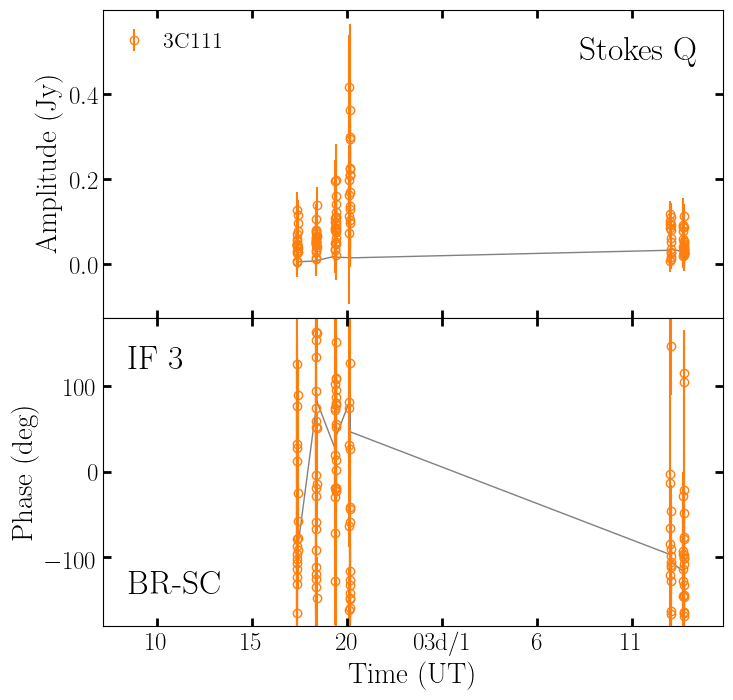 3C111
Stokes Q
Amplitude (Jy)
0.4
0.2
0.0
IF 3
BR-SC
Phase (deg)
100
0
−100
10 15 20 03d/1 6 11
Time (UT)